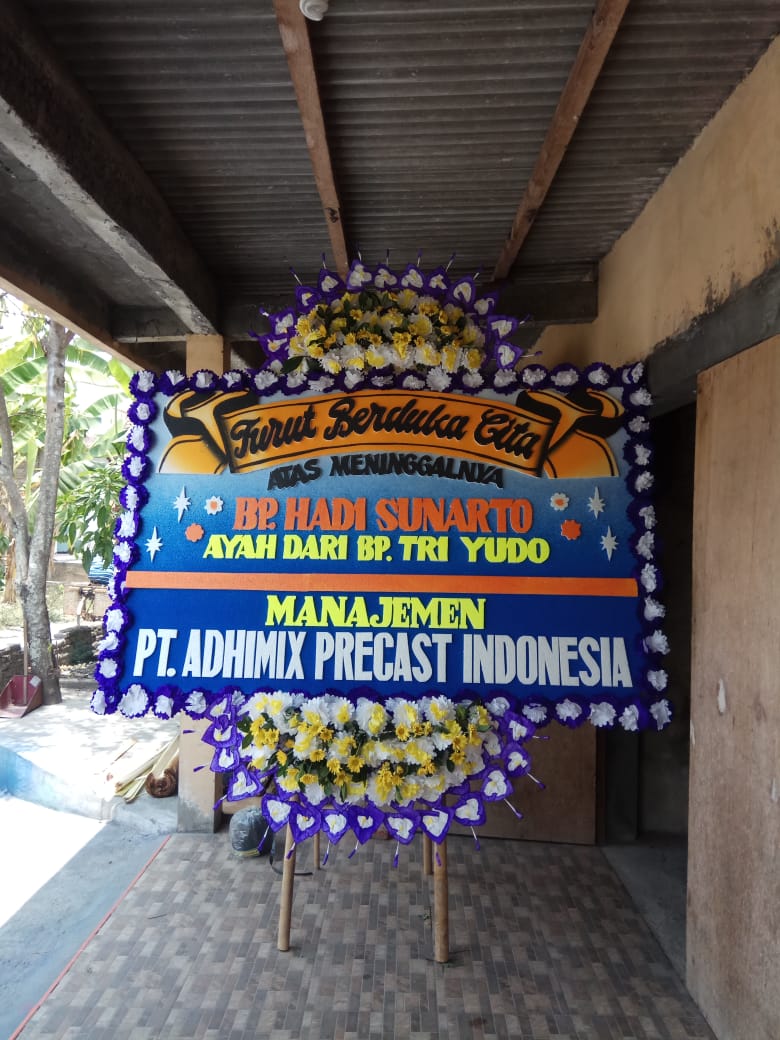 Turut Berduka Cita
ATAS MENINGGALNYA
BP. HADI SUNARTO
AYAH DARI BP. TRI YUDO
MANAJEMEN
PT. ADHIMIX PRECAST INDONESIA